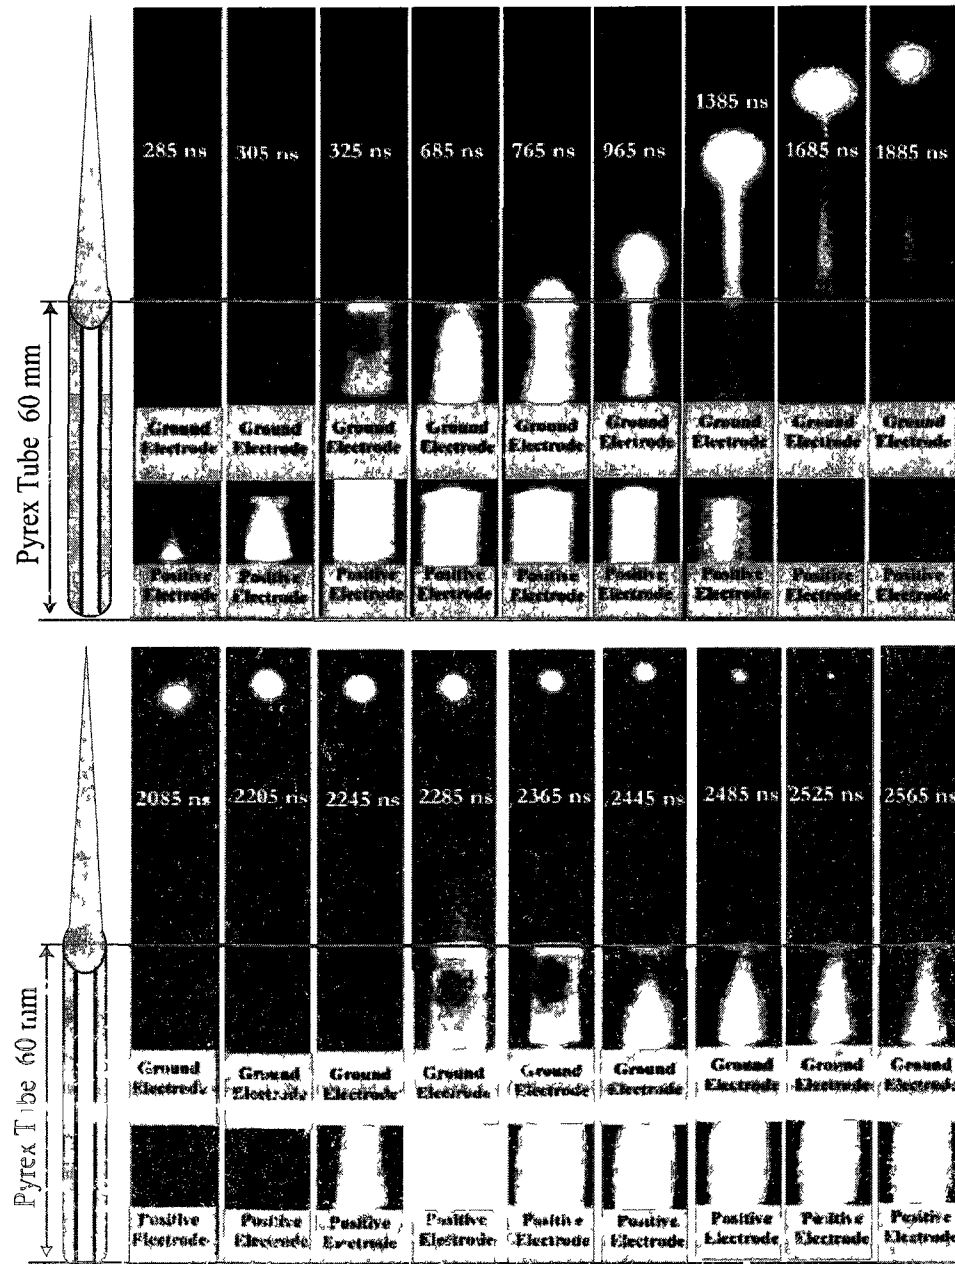 285 ns
305 ns
325 ns
685 ns
765 ns
965 ns
1385 ns
1685 ns
1885 ns
Pyrex Tube 60 mm
Ground Electrode
Ground Electrode
Ground Electrode
Ground Electrode
Ground Electrode
Ground Electrode
Ground Electrode
Ground Electrode
Ground Electrode
Positive Electrode
Positive Electrode
Positive Electrode
Positive Electrode
Positive Electrode
Positive Electrode
Positive Electrode
Positive Electrode
Positive Electrode
2085 ns
2205 ns
2245 ns
2285 ns
2365 ns
2445 ns
2485 ns
2525 ns
2565 ns
Pyrex Tube 60 mm
Ground Electrode
Ground Electrode
Ground Electrode
Ground Electrode
Ground Electrode
Ground Electrode
Ground Electrode
Ground Electrode
Ground Electrode
Positive Electrode
Positive Electrode
Positive Electrode
Positive Electrode
Positive Electrode
Positive Electrode
Positive Electrode
Positive Electrode
Positive Electrode